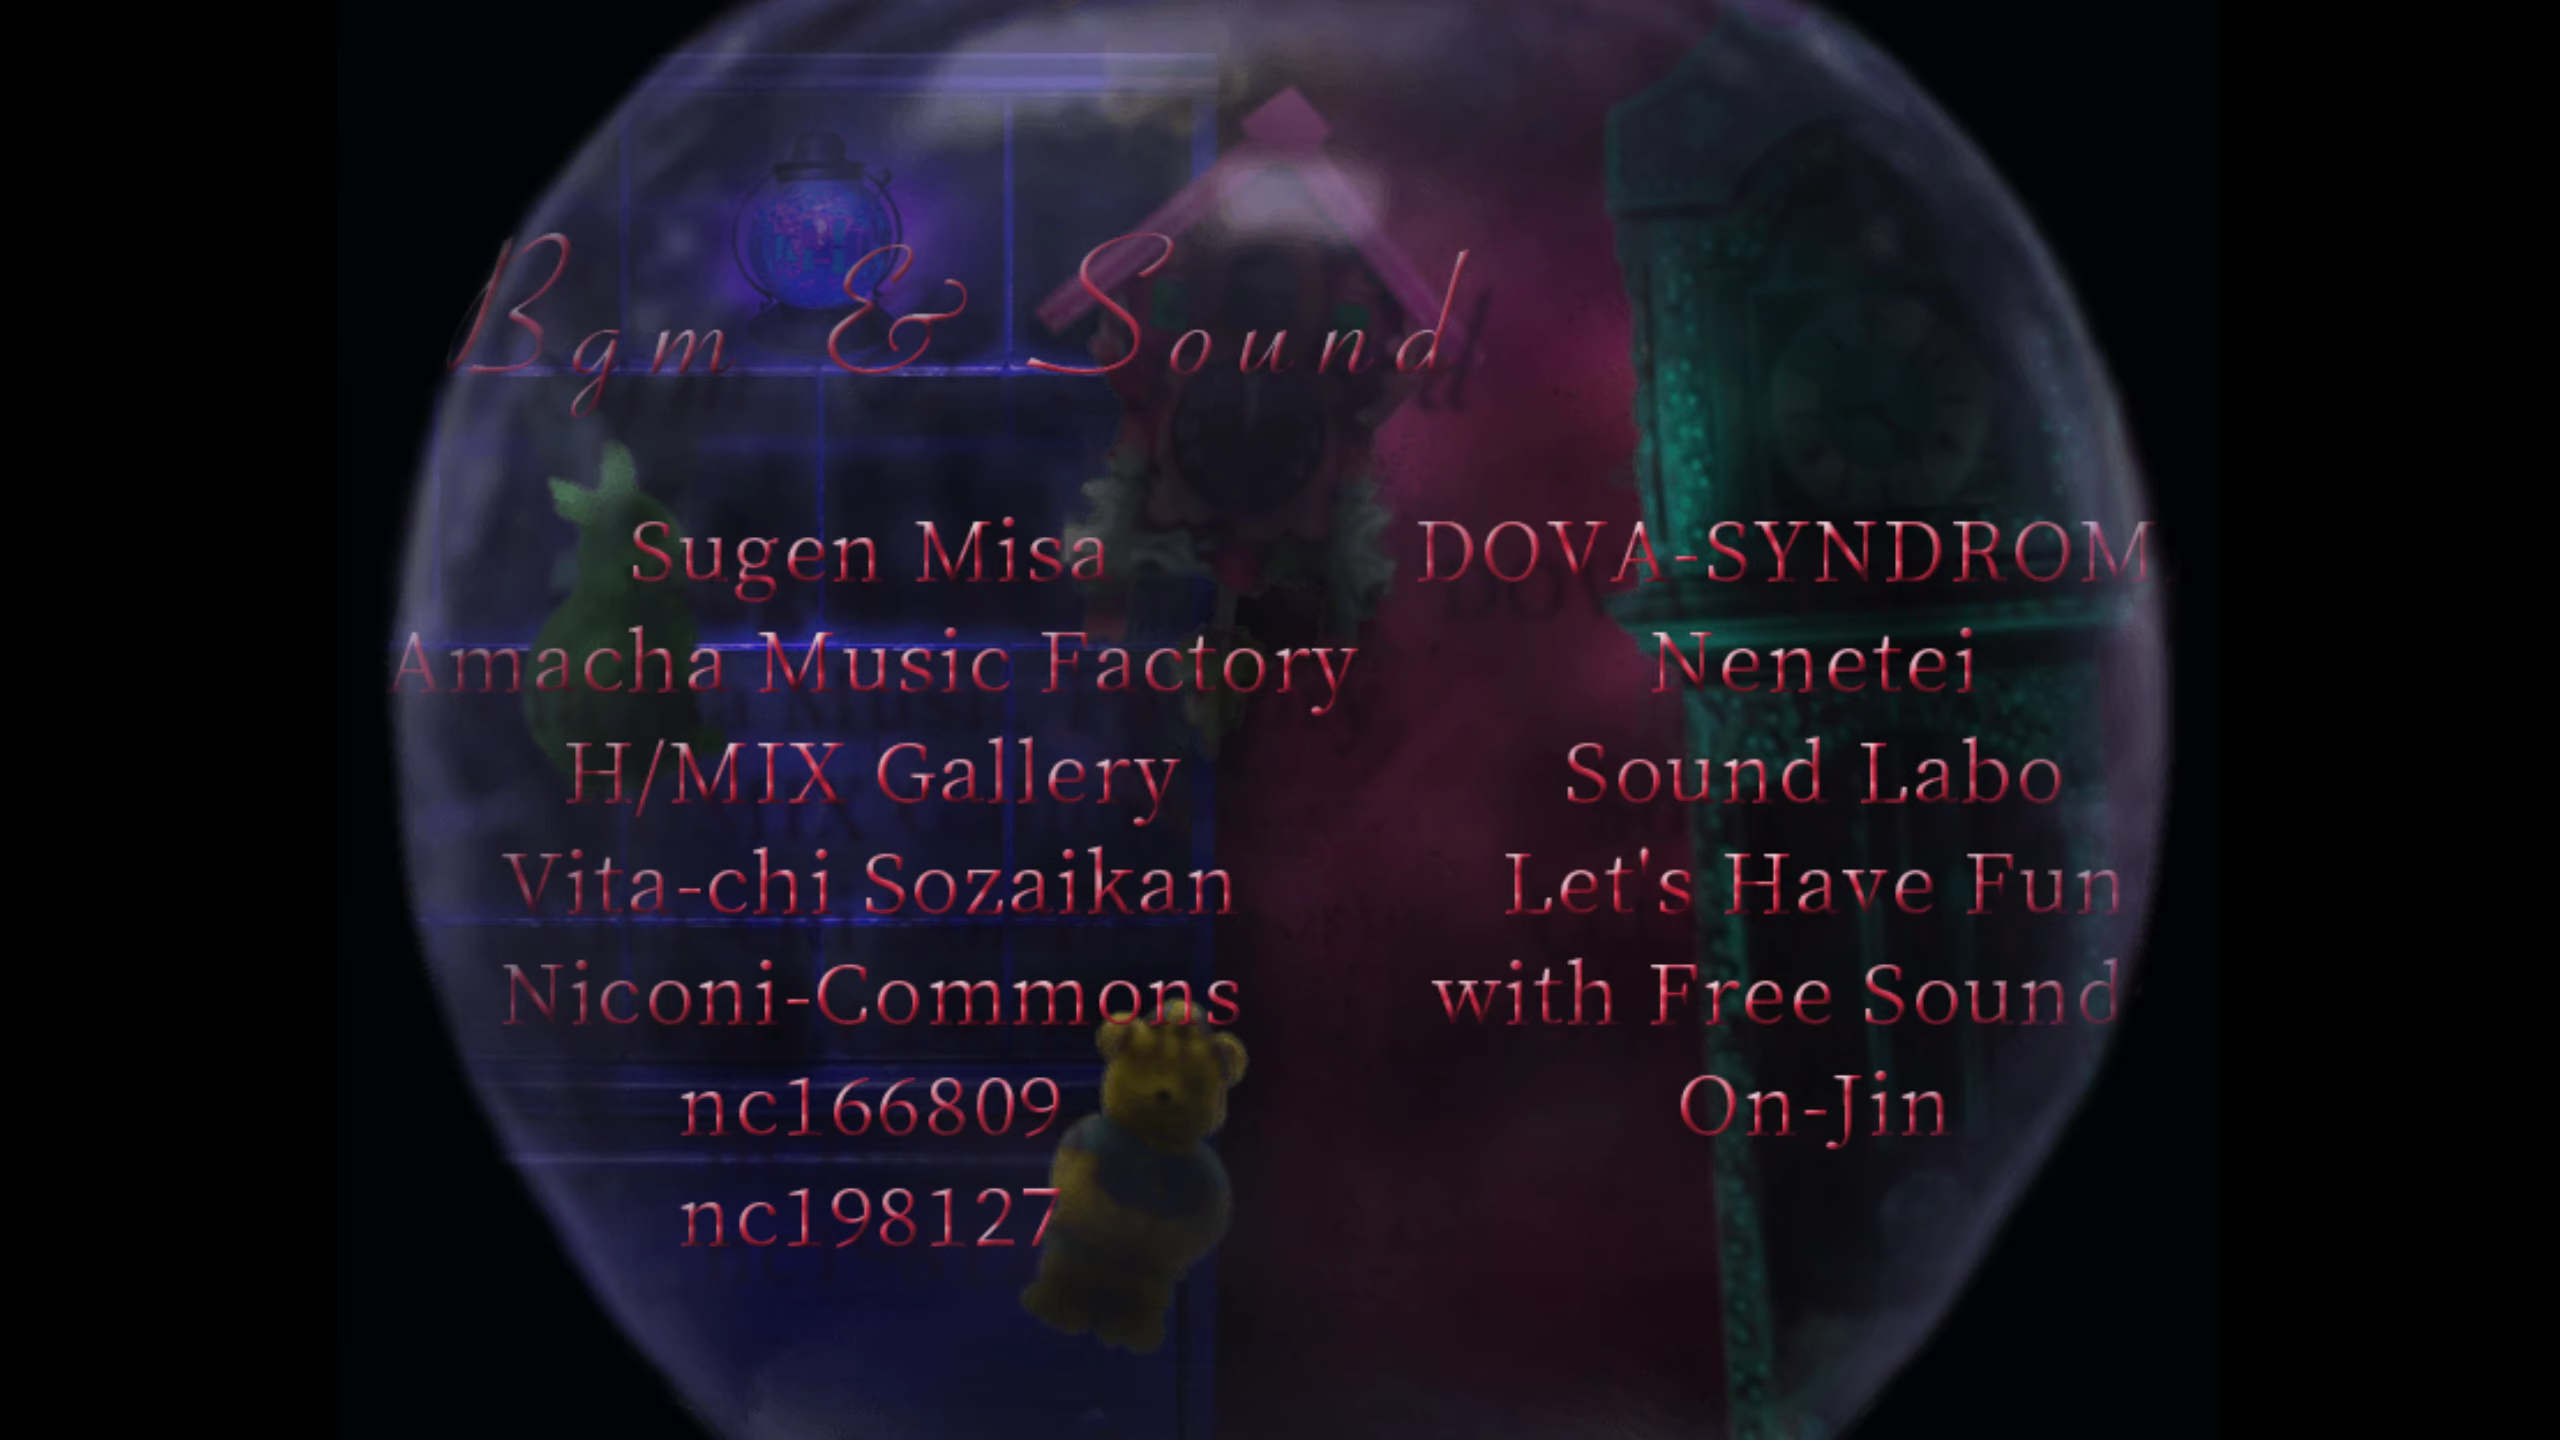 Bgm & Sound
Sugen Misa
Amacha Music Factory
H/MIX Gallery
Vita-chi Sozaikan
Niconi-Commons
nc166809
nc198127
DOVA-SYNDROM
Nenetei
Sound Labo
Let's Have Fun
with Free Sound
On-Jin